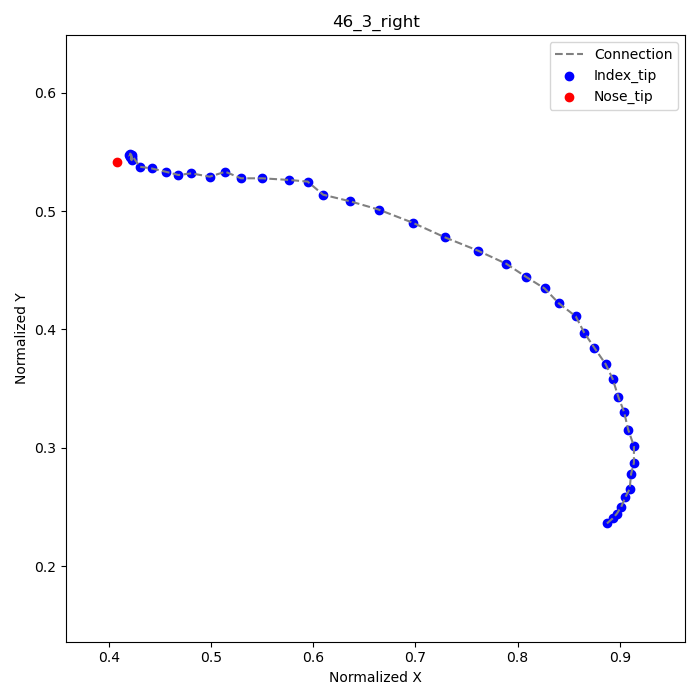 46_3_right
Connection
Index_tip
Nose_tip
0.6
0.5
0.4
0.3
0.2
Normalized Y
0.4 0.5 0.6 0.7 0.8 0.9
Normalized X